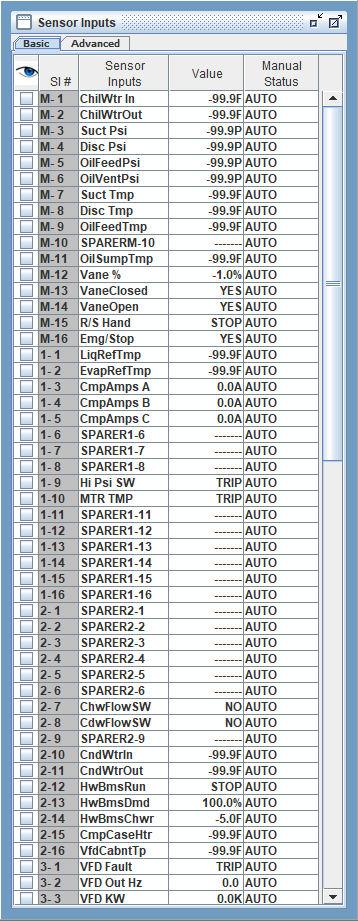 Sensor Inputs
Basic Advanced
SI # Sensor Inputs Value Manual Status
M- 1 ChilWtr In -99.9F AUTO
M- 2 ChilWtrOut -99.9F AUTO
M- 3 Suct Psi -99.9P AUTO
M- 4 Disc Psi -99.9P AUTO
M- 5 OilFeedPsi -99.9P AUTO
M- 6 OilVentPsi -99.9P AUTO
M- 7 Suct Tmp -99.9F AUTO
M- 8 Disc Tmp -99.9F AUTO
M- 9 OilFeedTmp -99.9F AUTO
M-10 SPARERM-10 ------- AUTO
M-11 OilSumpTmp -99.9F AUTO
M-12 Vane % -1.0% AUTO
M-13 VaneClosed YES AUTO
M-14 VaneOpen YES AUTO
M-15 R/S Hand STOP AUTO
M-16 Emg/Stop YES AUTO
1- 1 LiqRefTmp -99.9F AUTO
1- 2 EvapRefTmp -99.9F AUTO
1- 3 CmpAmps A 0.0A AUTO
1- 4 CmpAmps B 0.0A AUTO
1- 5 CmpAmps C 0.0A AUTO
1- 6 SPARER1-6 ------- AUTO
1- 7 SPARER1-7 ------- AUTO
1- 8 SPARER1-8 ------- AUTO
1- 9 Hi Psi SW TRIP AUTO
1-10 MTR TMP TRIP AUTO
1-11 SPARER1-11 ------- AUTO
1-12 SPARER1-12 ------- AUTO
1-13 SPARER1-13 ------- AUTO
1-14 SPARER1-14 ------- AUTO
1-15 SPARER1-15 ------- AUTO
1-16 SPARER1-16 ------- AUTO
2- 1 SPARER2-1 ------- AUTO
2- 2 SPARER2-2 ------- AUTO
2- 3 SPARER2-3 ------- AUTO
2- 4 SPARER2-4 ------- AUTO
2- 5 SPARER2-5 ------- AUTO
2- 6 SPARER2-6 ------- AUTO
2- 7 ChwFlowSW NO AUTO
2- 8 CdwFlowSW NO AUTO
2- 9 SPARER2-9 ------- AUTO
2-10 CndWtrIn -99.9F AUTO
2-11 CndWtrOut -99.9F AUTO
2-12 HwBmsRun STOP AUTO
2-13 HwBmsDmd 100.0% AUTO
2-14 HwBmsChwr -5.0F AUTO
2-15 CmpCaseHtr -99.9F AUTO
2-16 VfdCabntTp -99.9F AUTO
3- 1 VFD Fault TRIP AUTO
3- 2 VFD Out Hz 0.0 AUTO
3- 3 VFD KW 0.0K AUTO